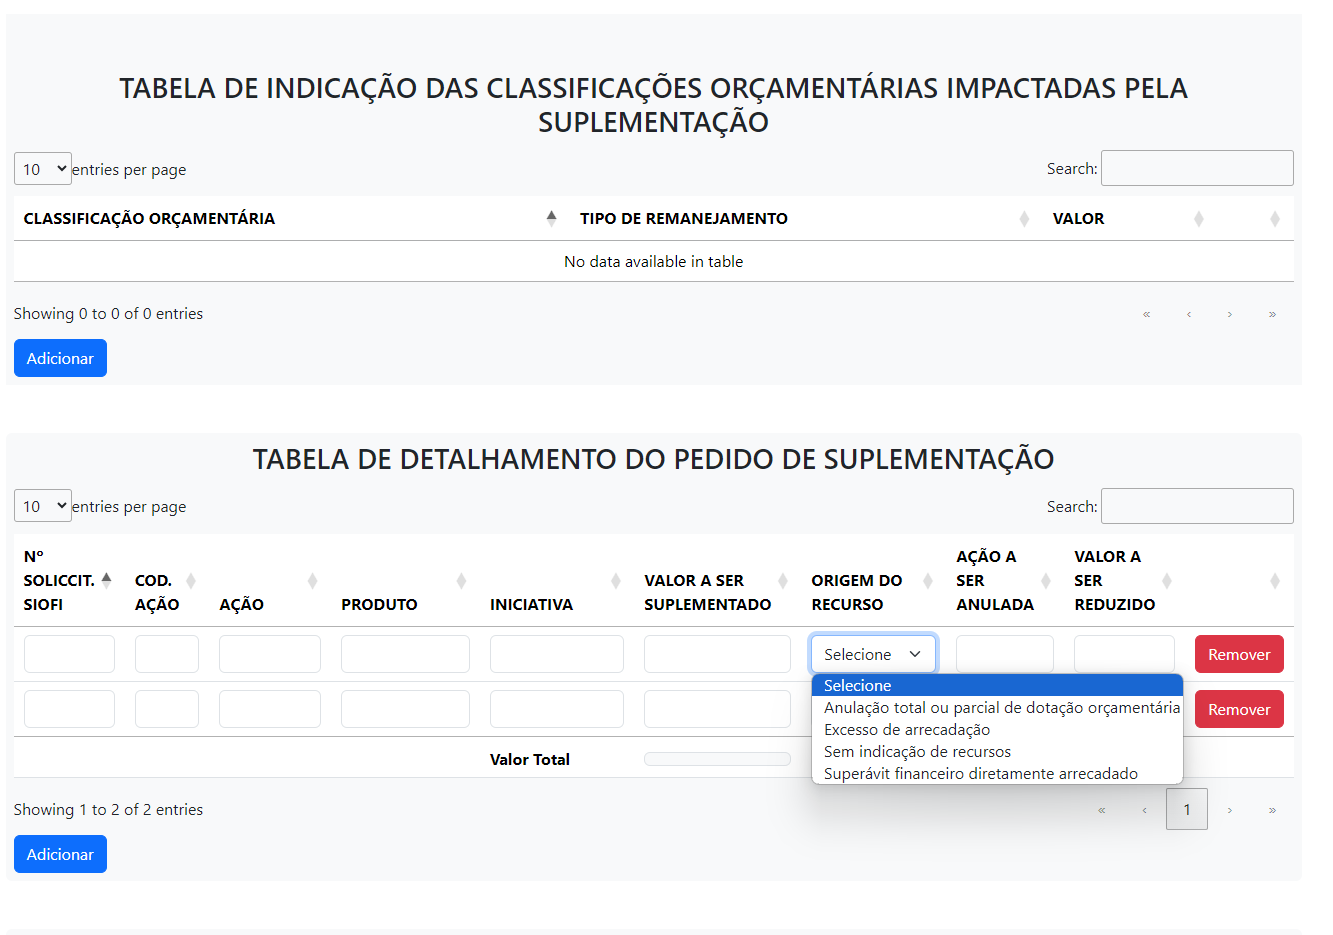 TABELA DE INDICAÇÃO DAS CLASSIFICAÇÕES ORÇAMENTÁRIAS IMPACTADAS PELA
SUPLEMENTAÇÃO
10 entries per page
Search:
CLASSIFICAÇÃO ORÇAMENTÁRIA TIPO DE REMANEJAMENTO VALOR
No data available in table
Showing 0 to 0 of 0 entries
« ‹ › »
Adicionar
TABELA DE DETALHAMENTO DO PEDIDO DE SUPLEMENTAÇÃO
10 entries per page
Search:
Nº
SOLICCIT.
SIOFI
COD.
AÇÃO
AÇÃO
PRODUTO
INICIATIVA
VALOR A SER
SUPLEMENTADO
ORIGEM DO
RECURSO
AÇÃO A
SER
ANULADA
VALOR A
SER
REDUZIDO
Selecione
Remover
Selecione
Anulação total ou parcial de dotação orçamentária
Excesso de arrecadação
Sem indicação de recursos
Superávit financeiro diretamente arrecadado
Remover
Valor Total
Showing 1 to 2 of 2 entries
« ‹ 1 › »
Adicionar